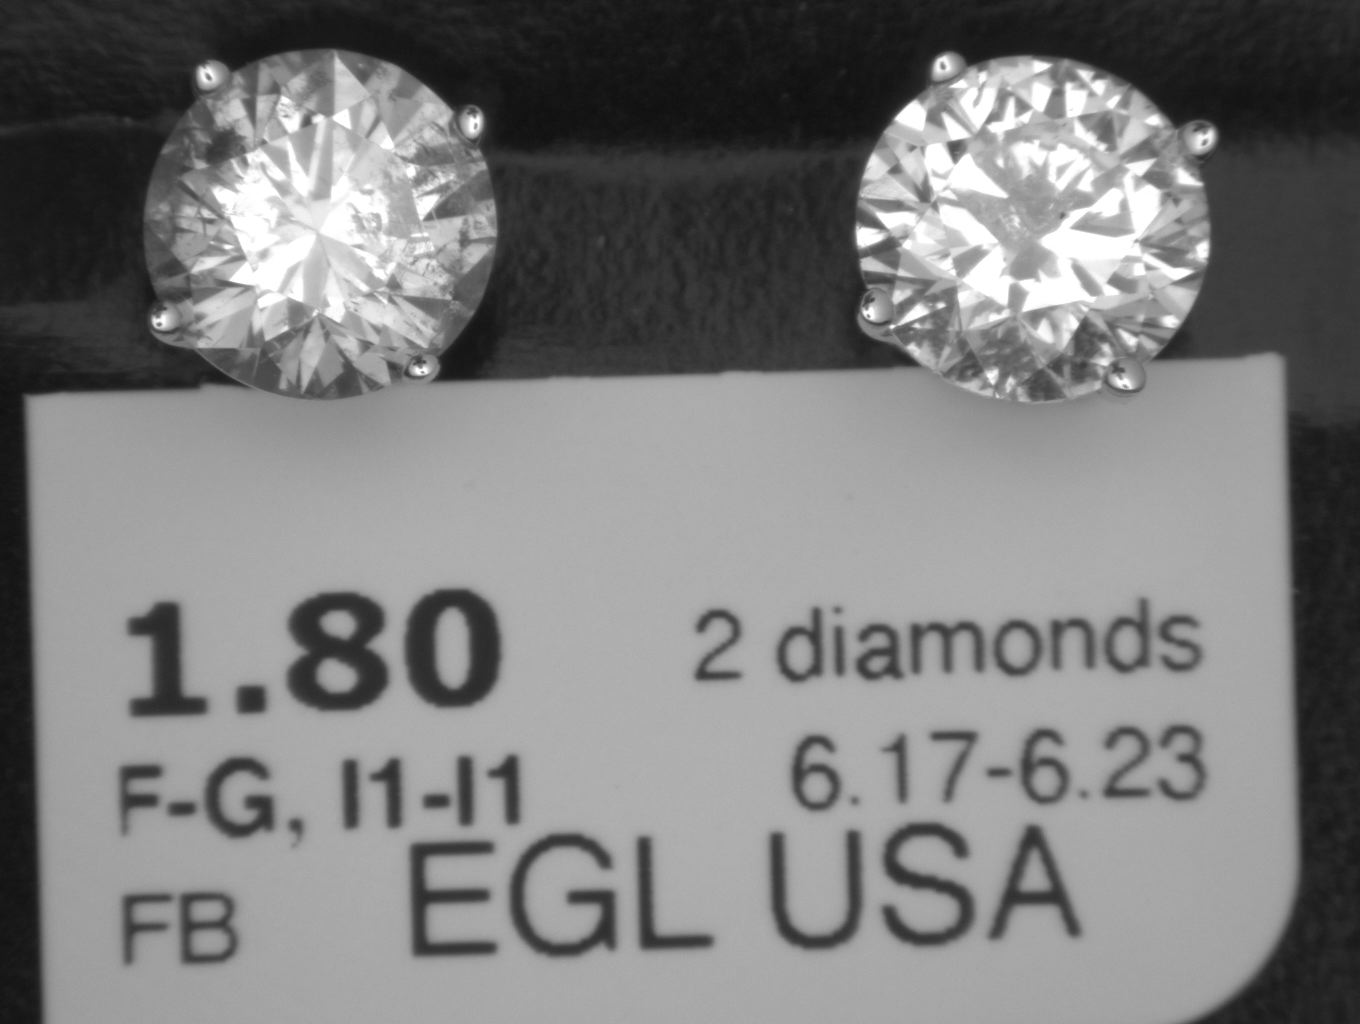 1.80 2 diamonds
F-G, I1-I1 6.17-6.23
FB EGL USA